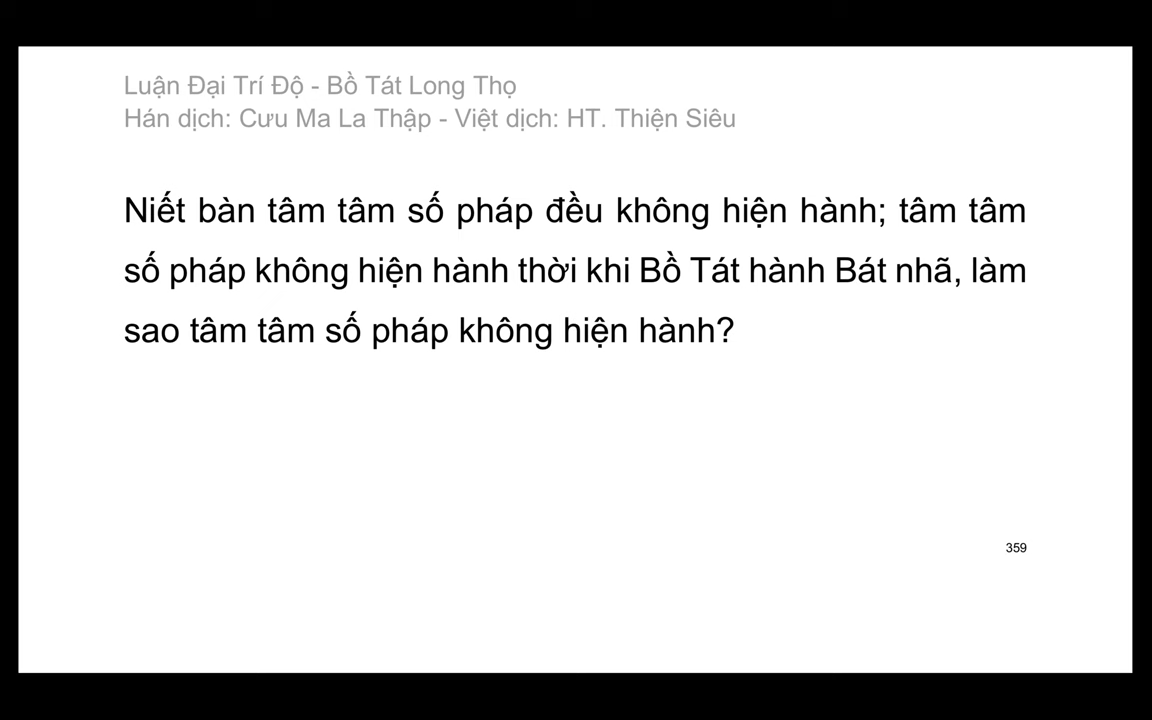 Luận Đại Trí Độ - Bồ Tát Long Thọ
Hán dịch: Cưu Ma La Thập - Việt dịch: HT. Thiện Siêu
Niết bàn tâm tâm số pháp đều không hiện hành; tâm tâm
số pháp không hiện hành thời khi Bồ Tát hành Bát nhã, làm
sao tâm tâm số pháp không hiện hành?
359